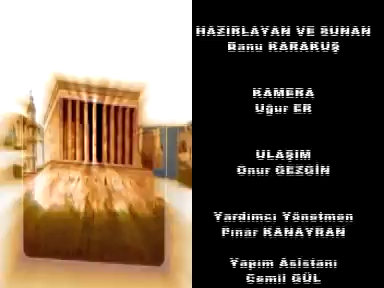 HAZIRLAYAN VE SUNAN
Banu KARAKUŞ
KAMERA
Uğur ER
ULAŞIM
Onur GEZGİN
Yardımcı Yönetmen
Pınar KANAYRAN
Yapım Asistanı
Cemil GÜL